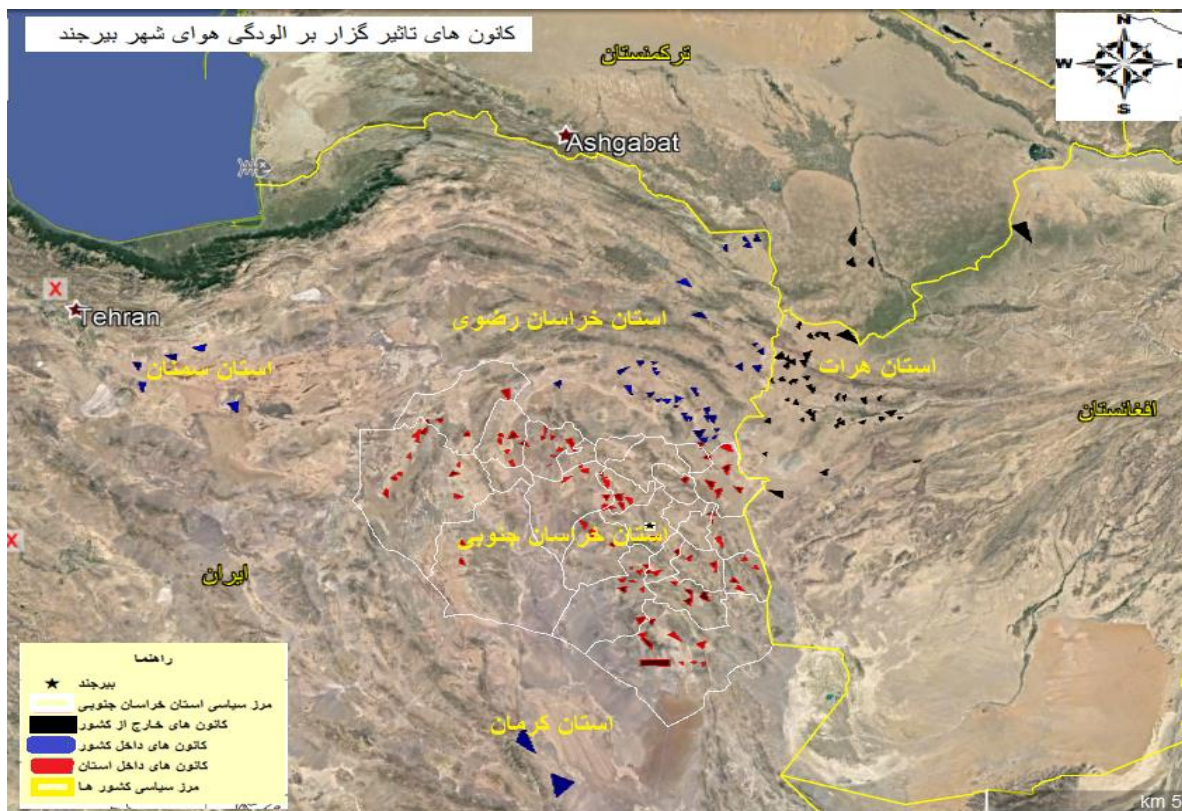 کانون های تاثیر گزار بر الودگی هوای شهر بیرجند
N
W
E
S
ترکمنستان
Ashgabat
X
Tehran
استان خراسان رضوی
استان سمنان
استان هرات
افغانستان
استان خراسان جنوبی
X
ایران
استان کرمان
راهنما
بیرجند
مرز سیاسی استان خراسان جنوبی
کانون های خارج از کشور
کانون های داخل کشور
کانون های داخل استان
مرز سیاسی کشور ها
km 5